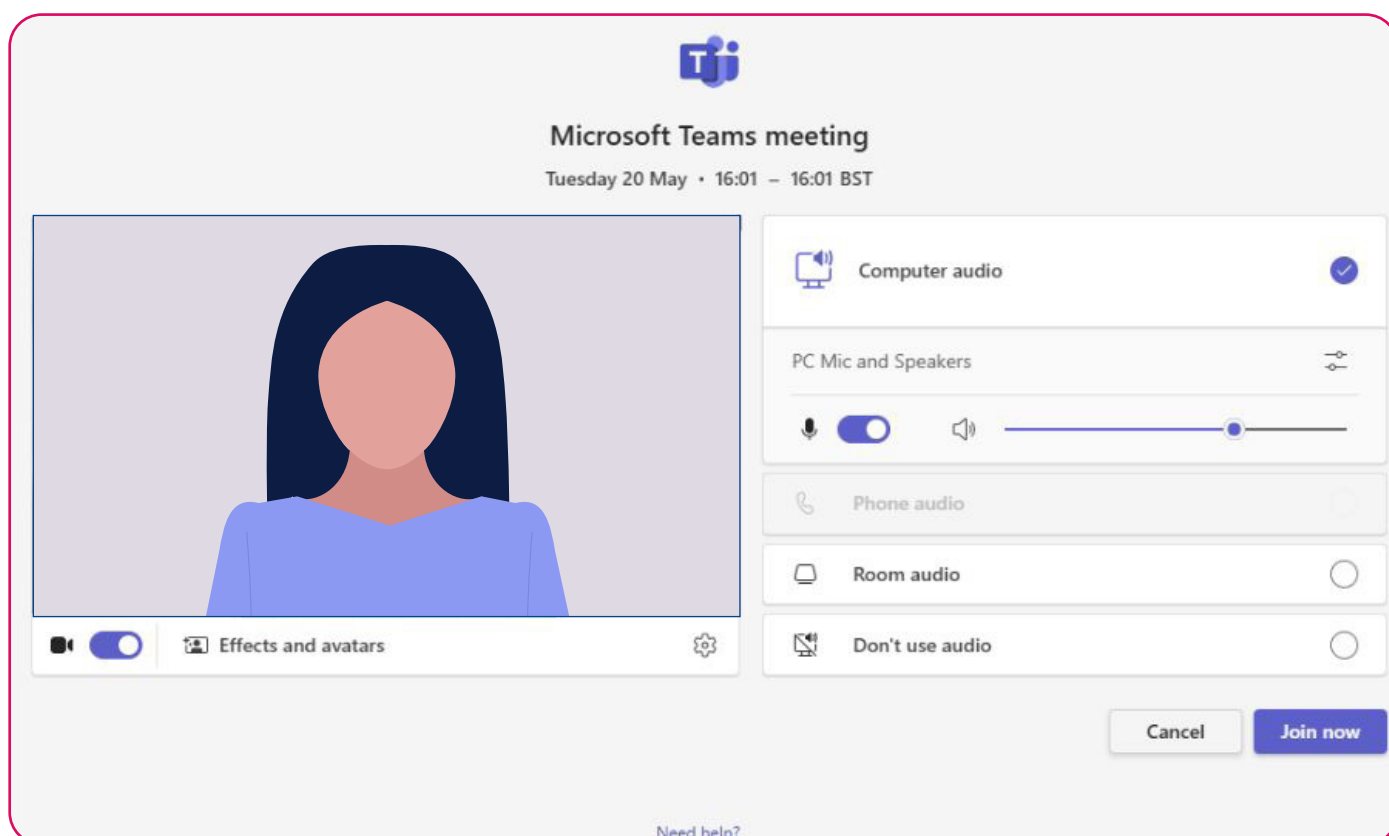 T
Microsoft Teams meeting
Tuesday 20 May • 16:01 – 16:01 BST
Computer audio
PC Mic and Speakers
Phone audio
Room audio
Effects and avatars
Don't use audio
Cancel
Join now
Need help?